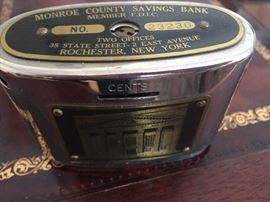 MONROE COUNTY SAVINGS BANK
MEMBER F.D.I.C.
NO. 23230
TWO OFFICES
35 STATE STREET - 2 EAST AVENUE
ROCHESTER, NEW YORK
CENTS